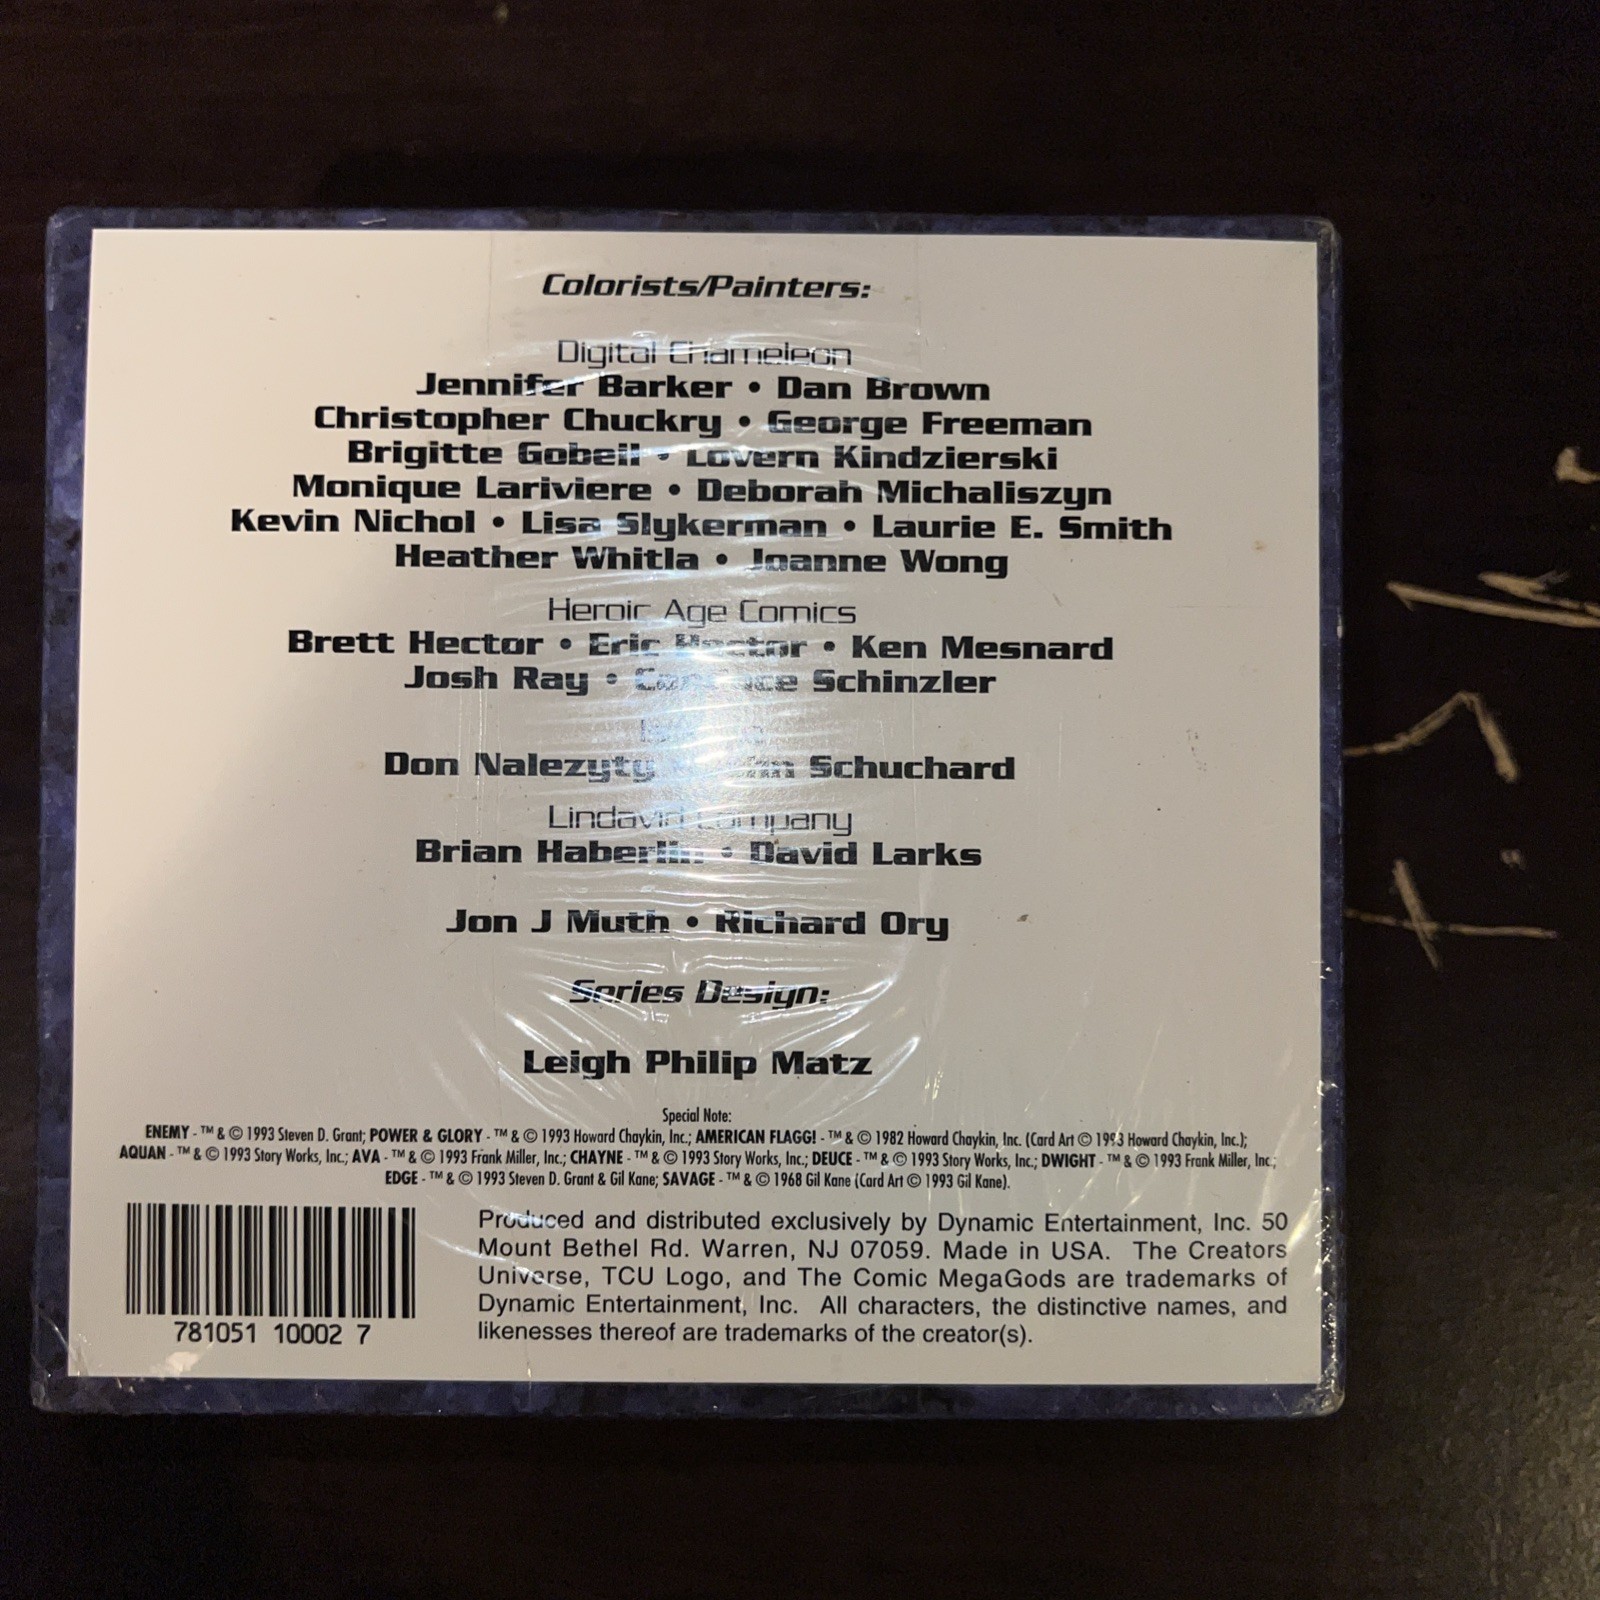 Colorists/Painters:
Digital Chameleon
Jennifer Barker • Dan Brown
Christopher Chuckry • George Freeman
Brigitte Gobeil • Lovern Kindzierski
Monique Lariviere • Deborah Michaliszyn
Kevin Nichol • Lisa Slykerman • Laurie E. Smith
Heather Whitla • Joanne Wong
Heroic Age Comics
Brett Hector • Eric Hector • Ken Mesnard
Josh Ray • Candace Schinzler
Don Nalezyty Schuchard
Lindavid Company
Brian Haberlin • David Larks
Jon J Muth • Richard Ory
Series Design:
Leigh Philip Matz
Special Note:
ENEMY - ™ & © 1993 Steven D. Grant; POWER & GLORY - ™ & © 1993 Howard Chaykin, Inc.; AMERICAN FLAGG! - ™ & © 1982 Howard Chaykin, Inc. (Card Art © 1993 Howard Chaykin, Inc.);
AQUAN - ™ & © 1993 Story Works, Inc.; AVA - ™ & © 1993 Frank Miller, Inc.; CHAYNE - ™ & © 1993 Story Works, Inc.; DEUCE - ™ & © 1993 Story Works, Inc.; DWIGHT - ™ & © 1993 Frank Miller, Inc.;
EDGE - ™ & © 1993 Steven D. Grant & Gil Kane; SAVAGE - ™ & © 1968 Gil Kane (Card Art © 1993 Gil Kane).
Produced and distributed exclusively by Dynamic Entertainment, Inc. 50
Mount Bethel Rd. Warren, NJ 07059. Made in USA. The Creators
Universe, TCU Logo, and The Comic MegaGods are trademarks of
Dynamic Entertainment, Inc. All characters, the distinctive names, and
likenesses thereof are trademarks of the creator(s).
781051 10002 7